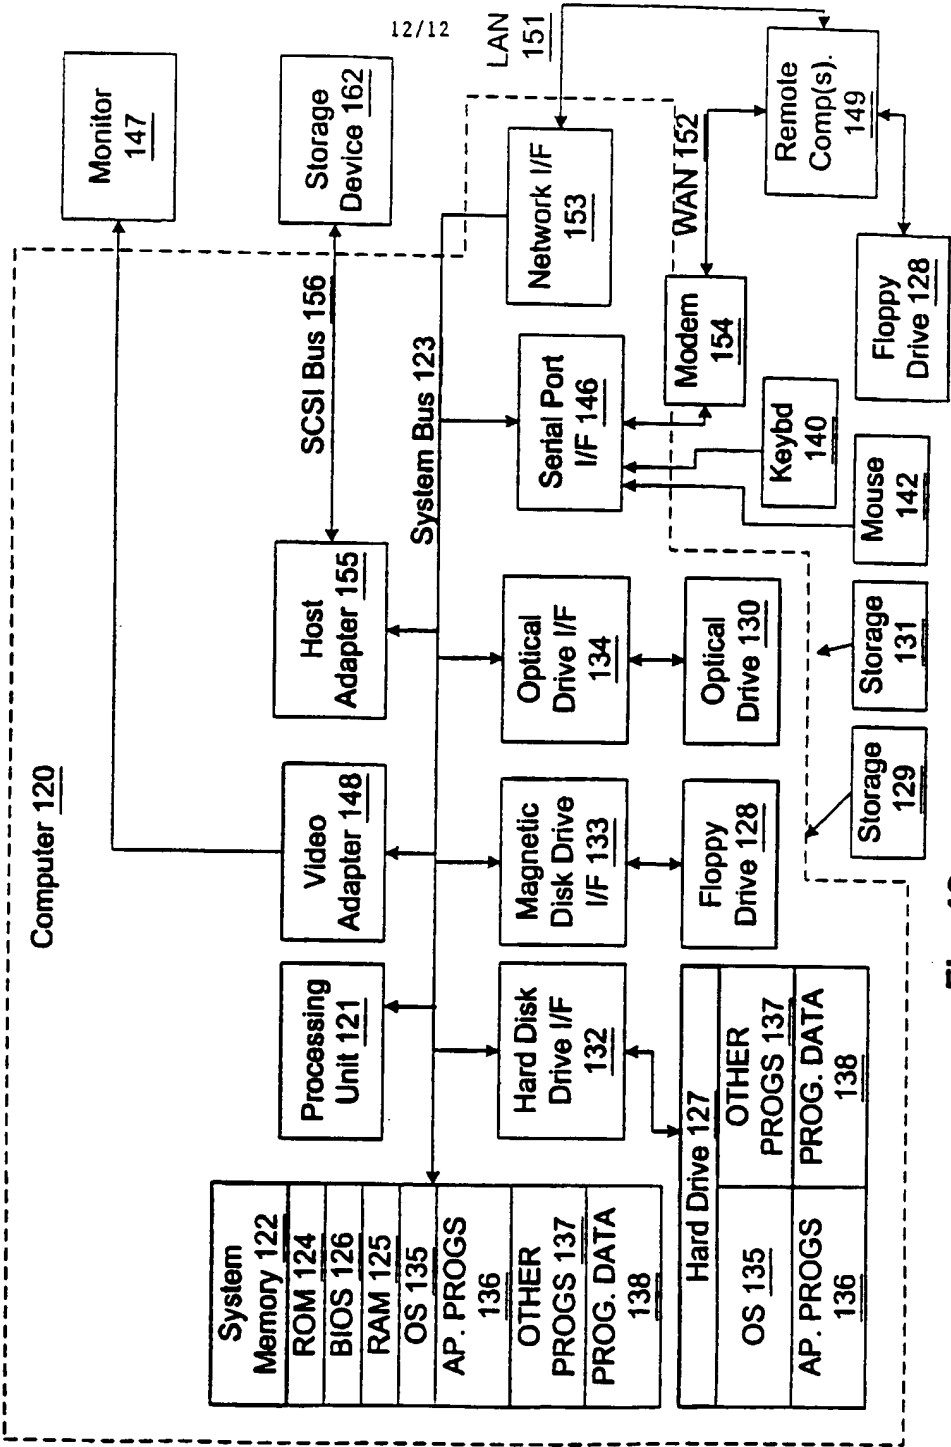 12/12
Computer 120
Monitor
147
Storage
Device 162
SCSI Bus 156
Processing
Unit 121
Video
Adapter 148
Host
Adapter 155
System Bus 123
LAN
151
System
Memory 122
ROM 124
BIOS 126
RAM 125
OS 135
AP. PROGS
136
OTHER
PROGS 137
PROG. DATA
138
Hard Disk
Drive I/F
132
Magnetic
Disk Drive
I/F 133
Optical
Drive I/F
134
Serial Port
I/F 146
Network I/F
153
Hard Drive 127
OS 135
OTHER
PROGS 137
AP. PROGS
136
PROG. DATA
138
Floppy
Drive 128
Optical
Drive 130
Modem
154
WAN 152
Remote
Comp(s).
149
Keybd
140
Mouse
142
Storage
129
Storage
131
Floppy
Drive 128